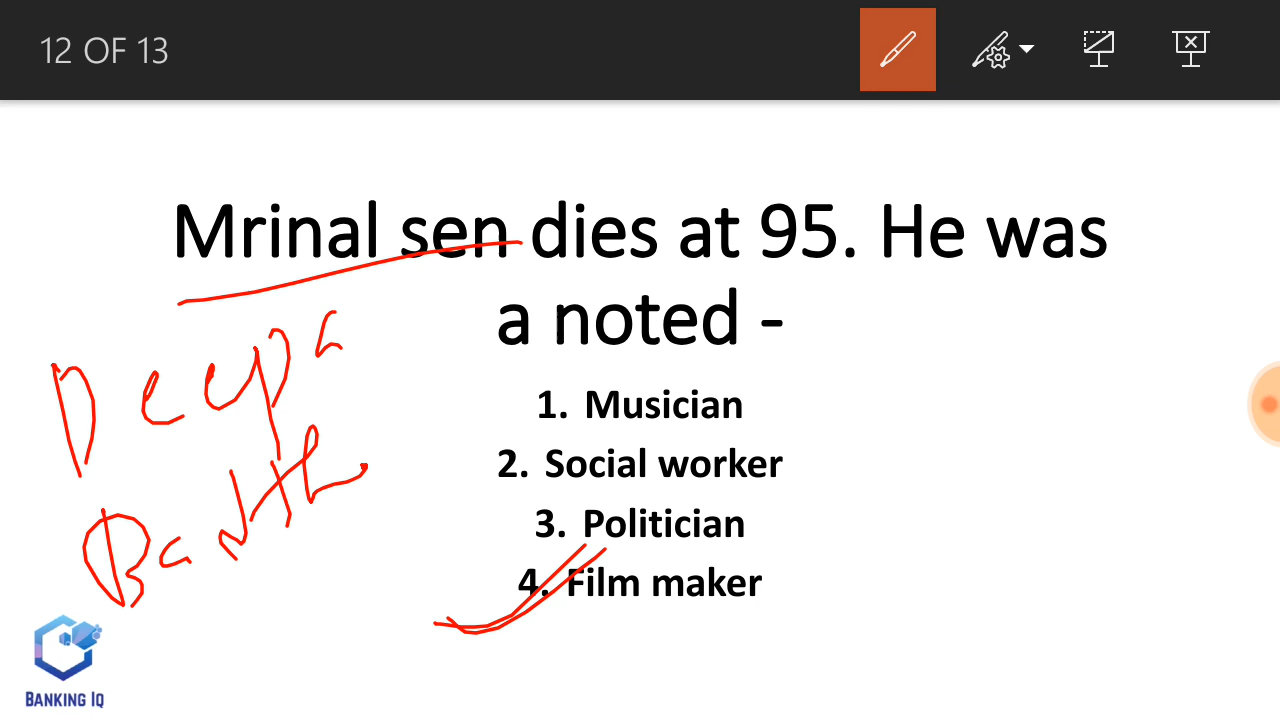 12 OF 13
Mrinal sen dies at 95. He was
a noted -
1. Musician
2. Social worker
3. Politician
4. Film maker
Deepa
BANKING IQ